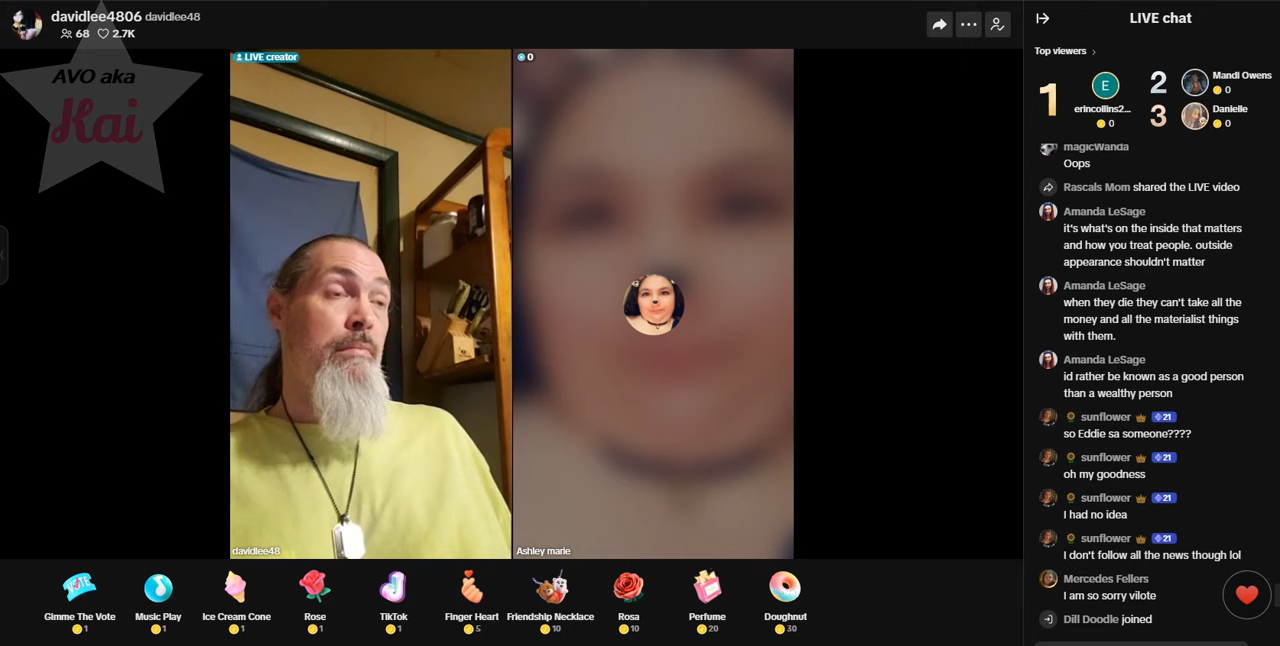 davidlee4806 davidlee48
68 2.7K
AVO aka
Kai
LIVE creator
0
davidlee48
Ashley marie
Gimme The Vote
1
Music Play
1
Ice Cream Cone
1
Rose
1
TikTok
1
Finger Heart
5
Friendship Necklace
10
Rosa
10
Perfume
20
Doughnut
30
LIVE chat
Top viewers
1
E
erincollins2...
0
2
Mandi Owens
0
3
Danielle
0
magicWanda
Oops
Rascals Mom shared the LIVE video
Amanda LeSage
it's what's on the inside that matters
and how you treat people. outside
appearance shouldn't matter
Amanda LeSage
when they die they can't take all the
money and all the materialist things
with them.
Amanda LeSage
id rather be known as a good person
than a wealthy person
sunflower 21
so Eddie sa someone????
sunflower 21
oh my goodness
sunflower 21
I had no idea
sunflower 21
I don't follow all the news though lol
Mercedes Fellers
I am so sorry vilote
Dill Doodle joined